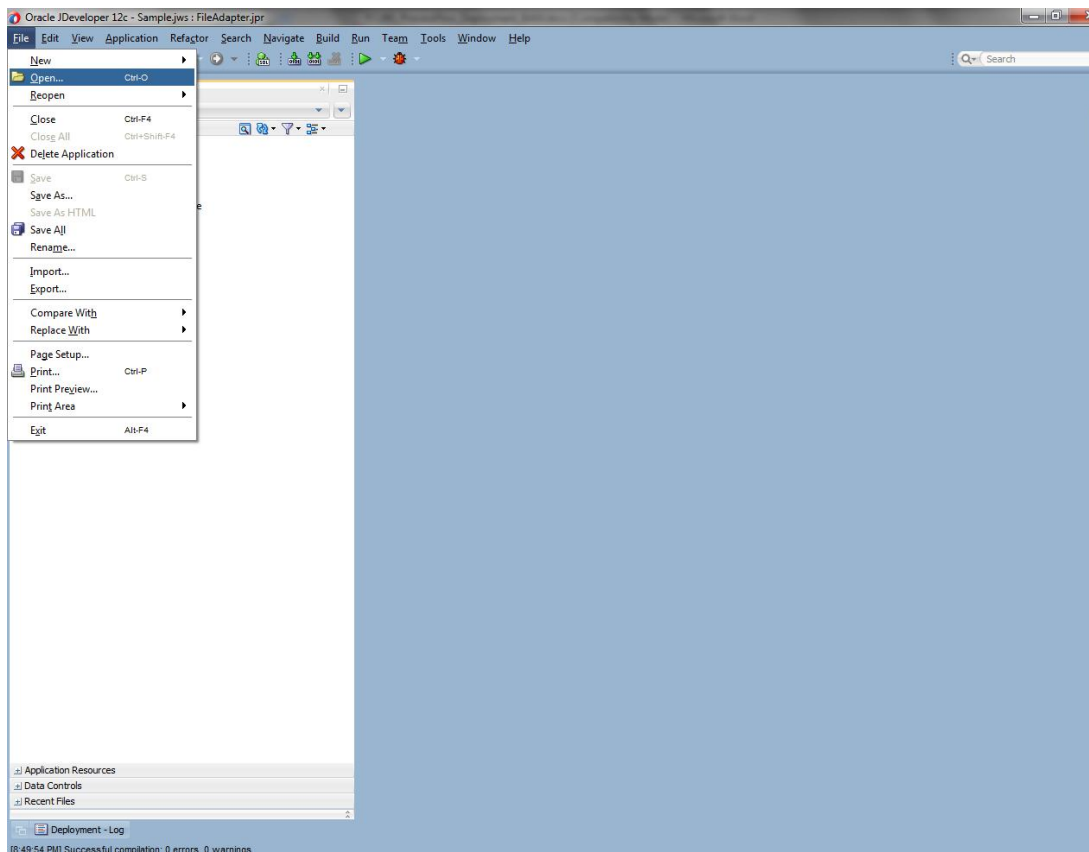 Oracle JDeveloper 12c - Sample.jws : FileAdapter.jpr
File Edit View Application Refactor Search Navigate Build Run Team Tools Window Help
Search
New
Open... Ctrl-O
Reopen
Close Ctrl-F4
Close All Ctrl+Shift-F4
Delete Application
Save Ctrl-S
Save As...
Save As HTML
Save All
Rename...
Import...
Export...
Compare With
Replace With
Page Setup...
Print... Ctrl-P
Print Preview...
Print Area
Exit Alt-F4
Application Resources
Data Controls
Recent Files
Deployment - Log
[8:49:54 PM] Successful compilation: 0 errors, 0 warnings.